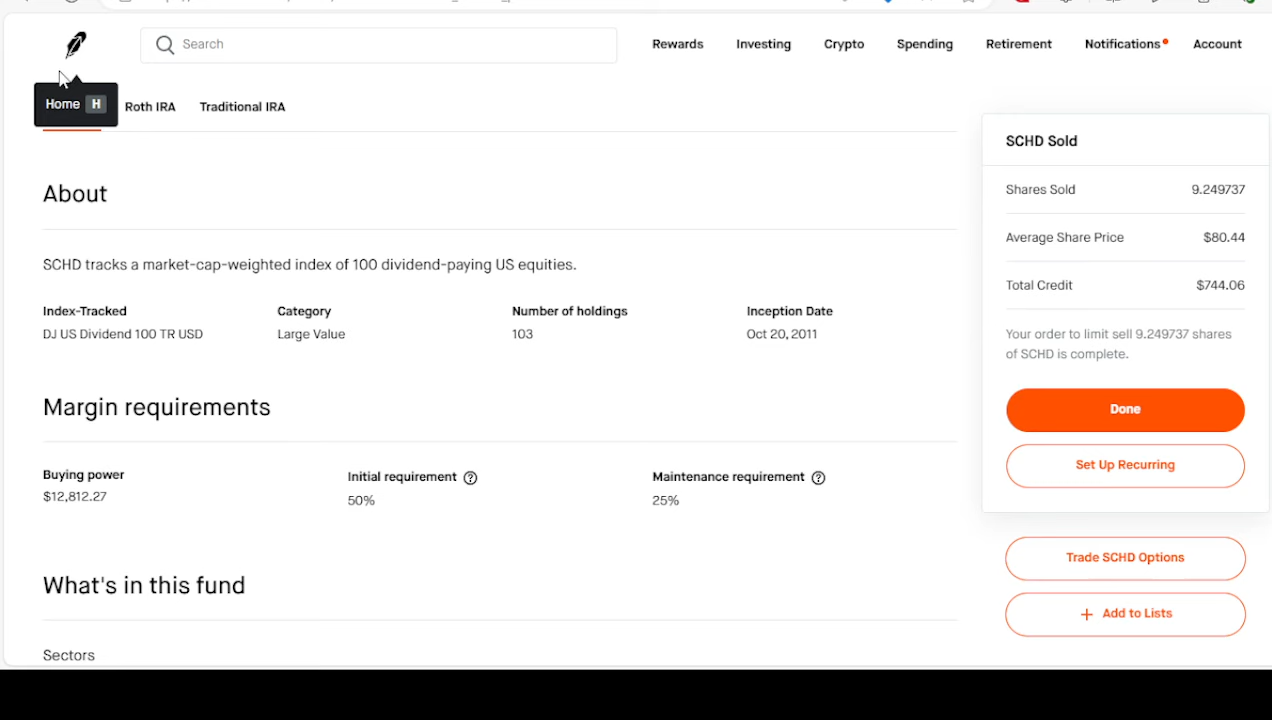 Search
Rewards
Investing
Crypto
Spending
Retirement
Notifications
Account
Home H
Roth IRA
Traditional IRA
About
SCHD tracks a market-cap-weighted index of 100 dividend-paying US equities.
Index-Tracked
DJ US Dividend 100 TR USD
Category
Large Value
Number of holdings
103
Inception Date
Oct 20, 2011
Margin requirements
Buying power
$12,812.27
Initial requirement ?
50%
Maintenance requirement ?
25%
What's in this fund
Sectors
SCHD Sold
Shares Sold 9.249737
Average Share Price $80.44
Total Credit $744.06
Your order to limit sell 9.249737 shares
of SCHD is complete.
Done
Set Up Recurring
Trade SCHD Options
+ Add to Lists